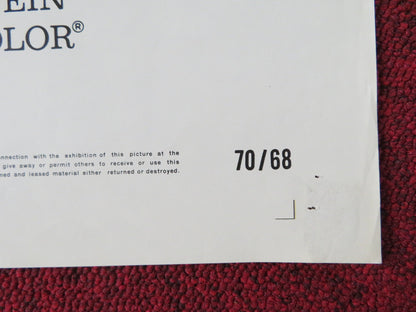 EIN
OLOR®
nnection with the exhibition of this picture at the
give away or permit others to receive or use this
ned and leased material either returned or destroyed.
70/68